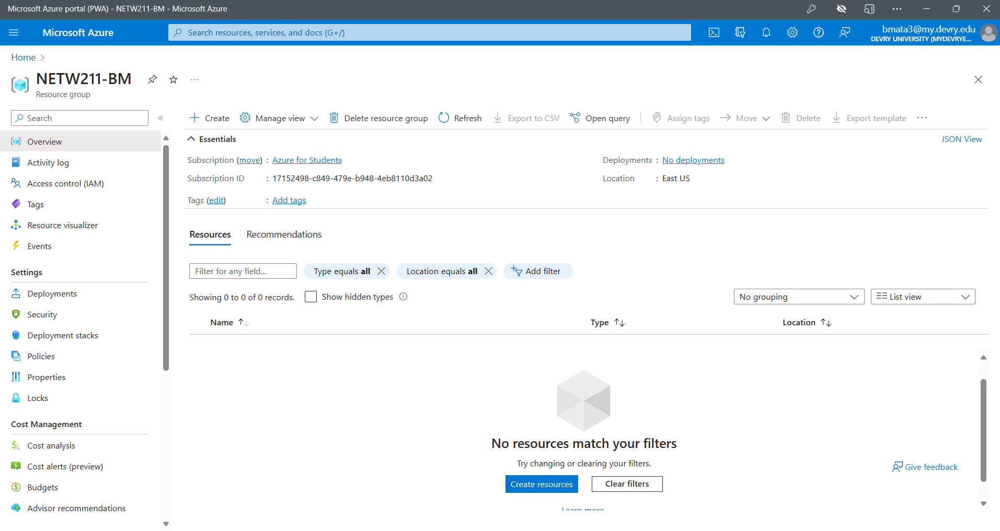 Microsoft Azure portal (PWA) - NETW211-BM - Microsoft Azure
Microsoft Azure
Search resources, services, and docs (G+/)
bmata3@my.devry.edu
DEVRY UNIVERSITY (MYDEVRYE...
Home
NETW211-BM
Resource group
Search
Create
Manage view
Delete resource group
Refresh
Export to CSV
Open query
Assign tags
Move
Delete
Export template
Overview
Activity log
Access control (IAM)
Tags
Resource visualizer
Events
Settings
Deployments
Security
Deployment stacks
Policies
Properties
Locks
Cost Management
Cost analysis
Cost alerts (preview)
Budgets
Advisor recommendations
Essentials
JSON View
Subscription (move) : Azure for Students
Deployments : No deployments
Subscription ID : 17152498-c849-479e-b948-4eb8110d3a02
Location : East US
Tags (edit) : Add tags
Resources
Recommendations
Filter for any field...
Type equals all
Location equals all
Add filter
Showing 0 to 0 of 0 records.
Show hidden types
No grouping
List view
Name
Type
Location
No resources match your filters
Try changing or clearing your filters.
Create resources
Clear filters
Learn more
Give feedback